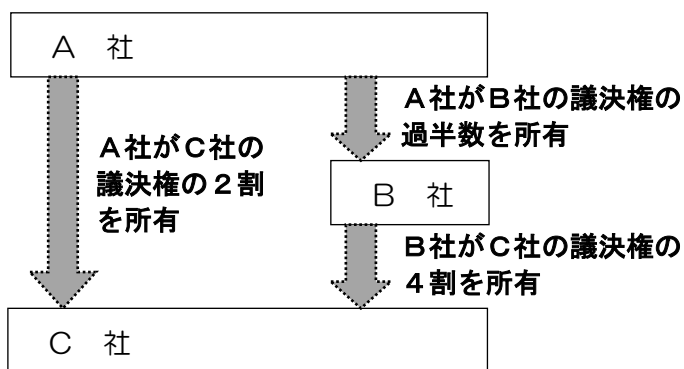 Ａ　社
Ａ社がＢ社の議決権の
過半数を所有
Ａ社がＣ社の
議決権の２割
を所有
Ｂ　社
Ｂ社がＣ社の議決権の
４割を所有
Ｃ　社